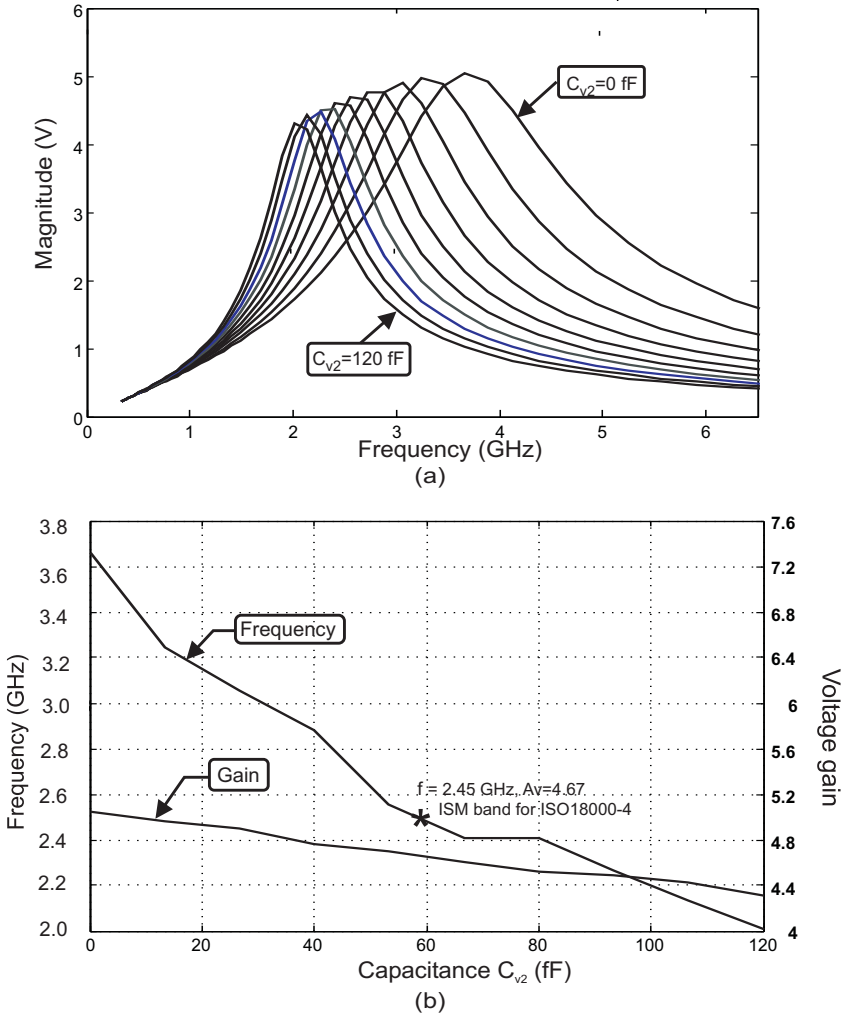 6
5
4
3
2
1
0
Magnitude (V)
C_v2=0 fF
C_v2=120 fF
0 1 2 3 4 5 6
Frequency (GHz)
(a)
3.8
3.6
3.4
3.2
3.0
2.8
2.6
2.4
2.2
2.0
Frequency (GHz)
Frequency
Gain
f = 2.45 GHz, Av=4.67
ISM band for ISO18000-4
7.6
7.2
6.8
6.4
6
5.6
5.2
4.8
4.4
4
Voltage gain
0 20 40 60 80 100 120
Capacitance C_v2 (fF)
(b)